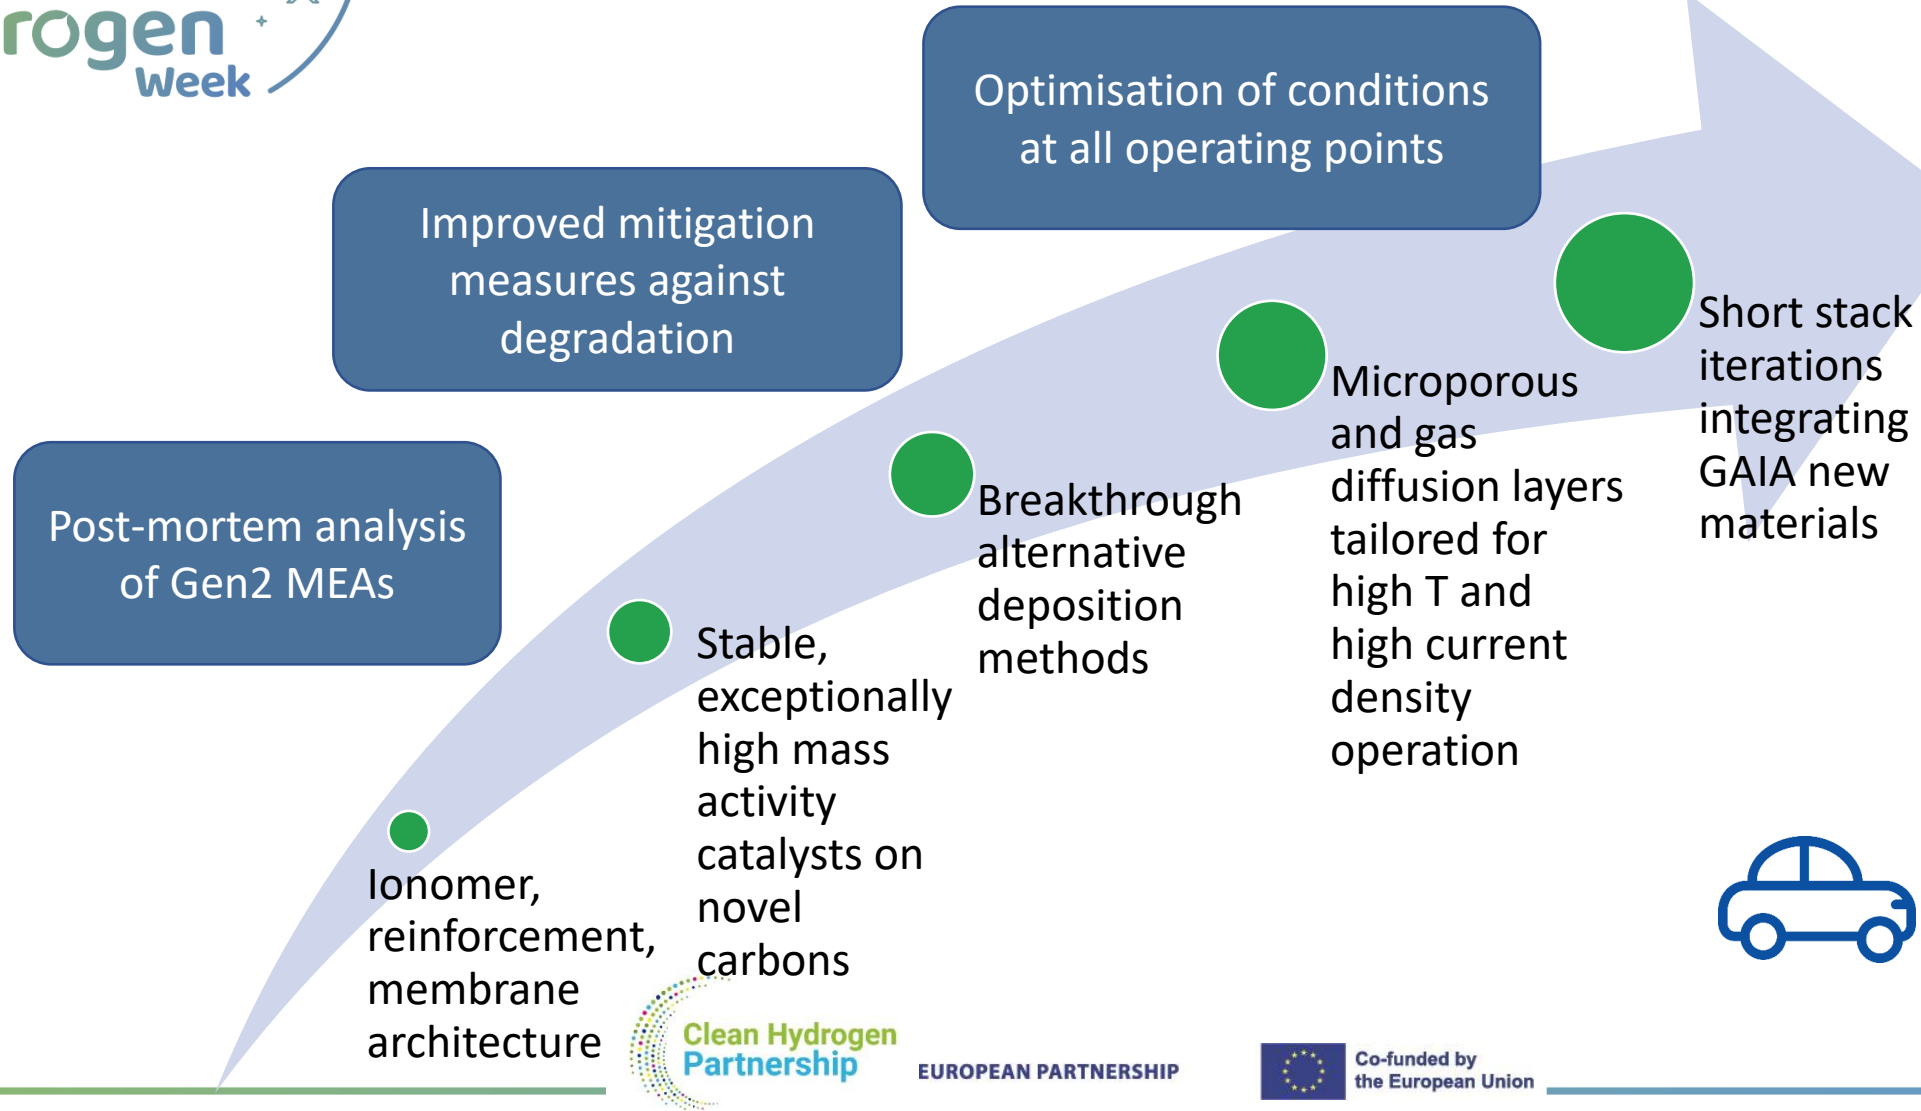 rogen
Week
Optimisation of conditions
at all operating points
Improved mitigation
measures against
degradation
Post-mortem analysis
of Gen2 MEAs
Ionomer,
reinforcement,
membrane
architecture
Stable,
exceptionally
high mass
activity
catalysts on
novel
carbons
Breakthrough
alternative
deposition
methods
Microporous
and gas
diffusion layers
tailored for
high T and
high current
density
operation
Short stack
iterations
integrating
GAIA new
materials
Clean Hydrogen
Partnership
EUROPEAN PARTNERSHIP
Co-funded by
the European Union